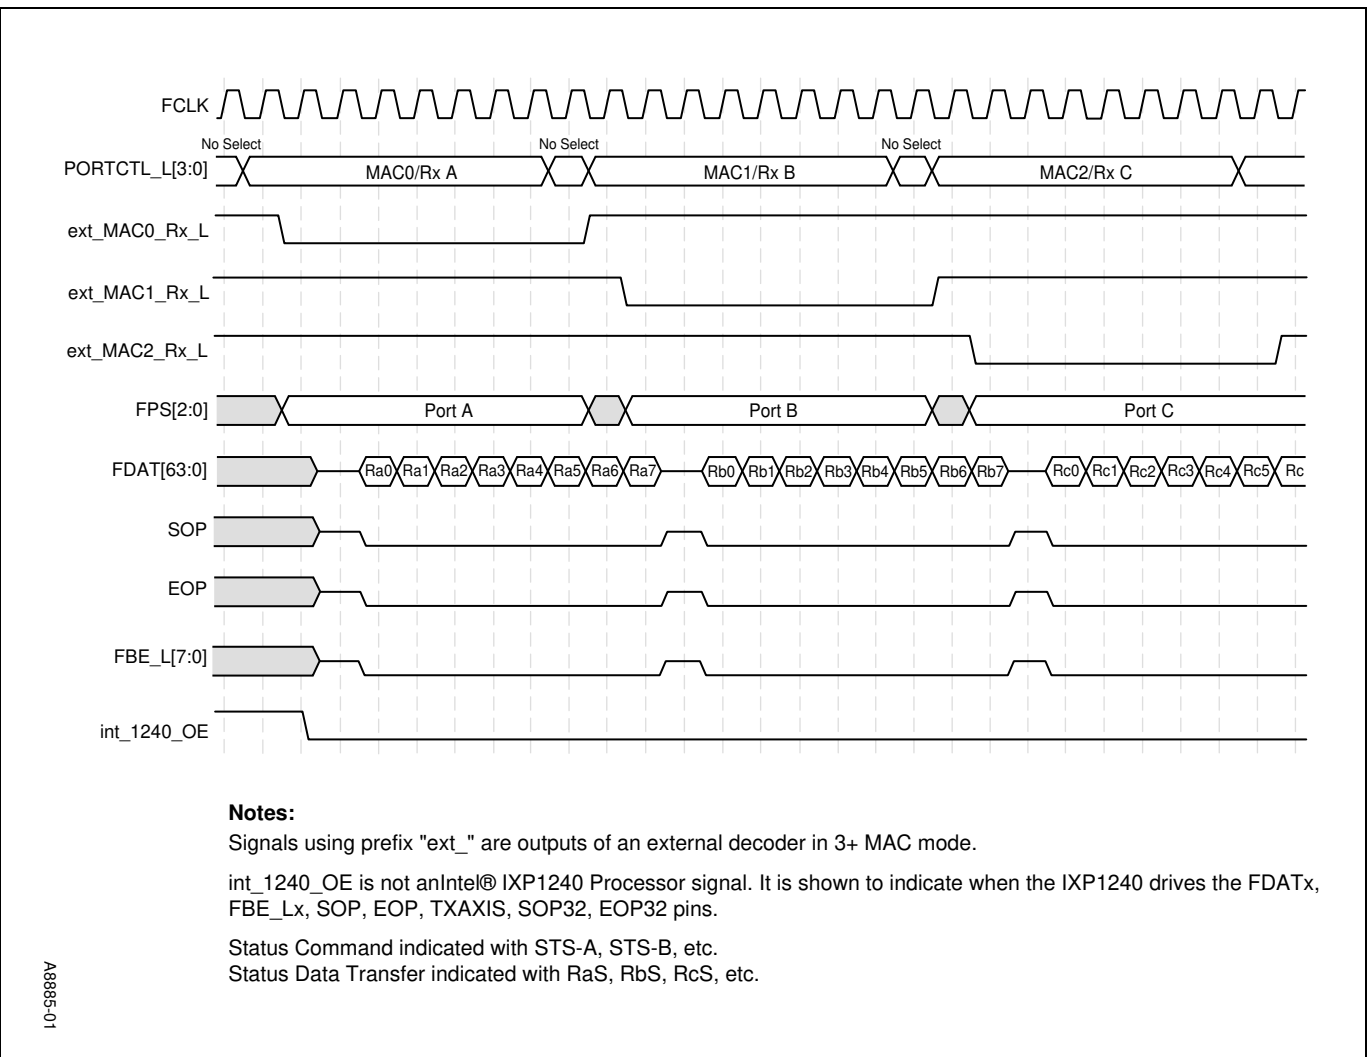 FCLK
No Select No Select No Select
PORTCTL_L[3:0] MAC0/Rx A MAC1/Rx B MAC2/Rx C
ext_MAC0_Rx_L
ext_MAC1_Rx_L
ext_MAC2_Rx_L
FPS[2:0] Port A Port B Port C
FDAT[63:0] Ra0 Ra1 Ra2 Ra3 Ra4 Ra5 Ra6 Ra7 Rb0 Rb1 Rb2 Rb3 Rb4 Rb5 Rb6 Rb7 Rc0 Rc1 Rc2 Rc3 Rc4 Rc5 Rc
SOP
EOP
FBE_L[7:0]
int_1240_OE
Notes:
Signals using prefix "ext_" are outputs of an external decoder in 3+ MAC mode.
int_1240_OE is not anIntel® IXP1240 Processor signal. It is shown to indicate when the IXP1240 drives the FDATx,
FBE_Lx, SOP, EOP, TXAXIS, SOP32, EOP32 pins.
Status Command indicated with STS-A, STS-B, etc.
Status Data Transfer indicated with RaS, RbS, RcS, etc.
A8885-01